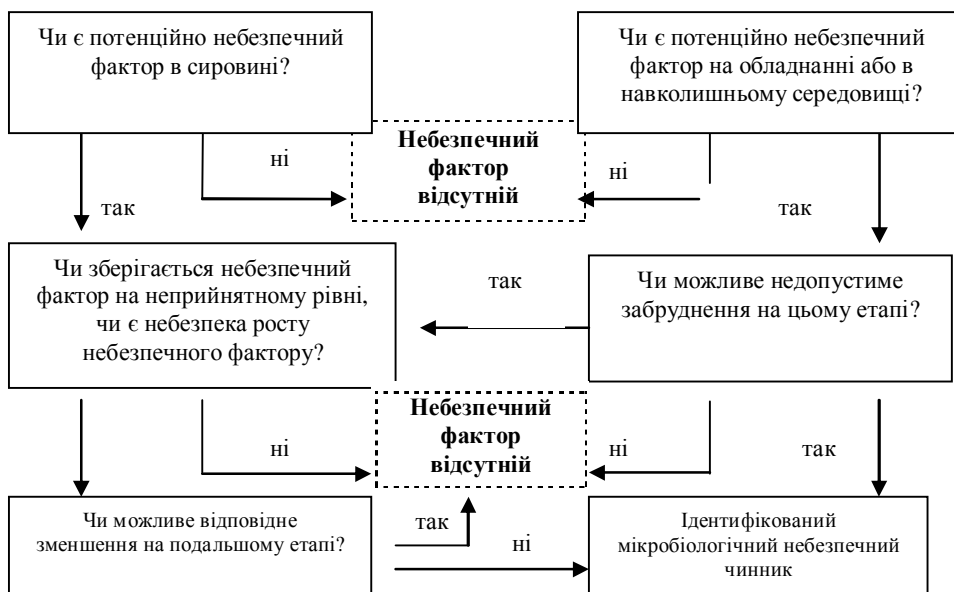 Чи є потенційно небезпечний
фактор в сировині?
Чи є потенційно небезпечний
фактор на обладнанні або в
навколишньому середовищі?
Небезпечний
фактор
відсутній
ні
ні
так
так
Чи зберігається небезпечний
фактор на неприйнятному рівні,
чи є небезпека росту
небезпечного фактору?
так
Чи можливе недопустиме
забруднення на цьому етапі?
Небезпечний
фактор
відсутній
ні
ні
так
Чи можливе відповідне
зменшення на подальшому етапі?
так
ні
Ідентифікований
мікробіологічний небезпечний
чинник